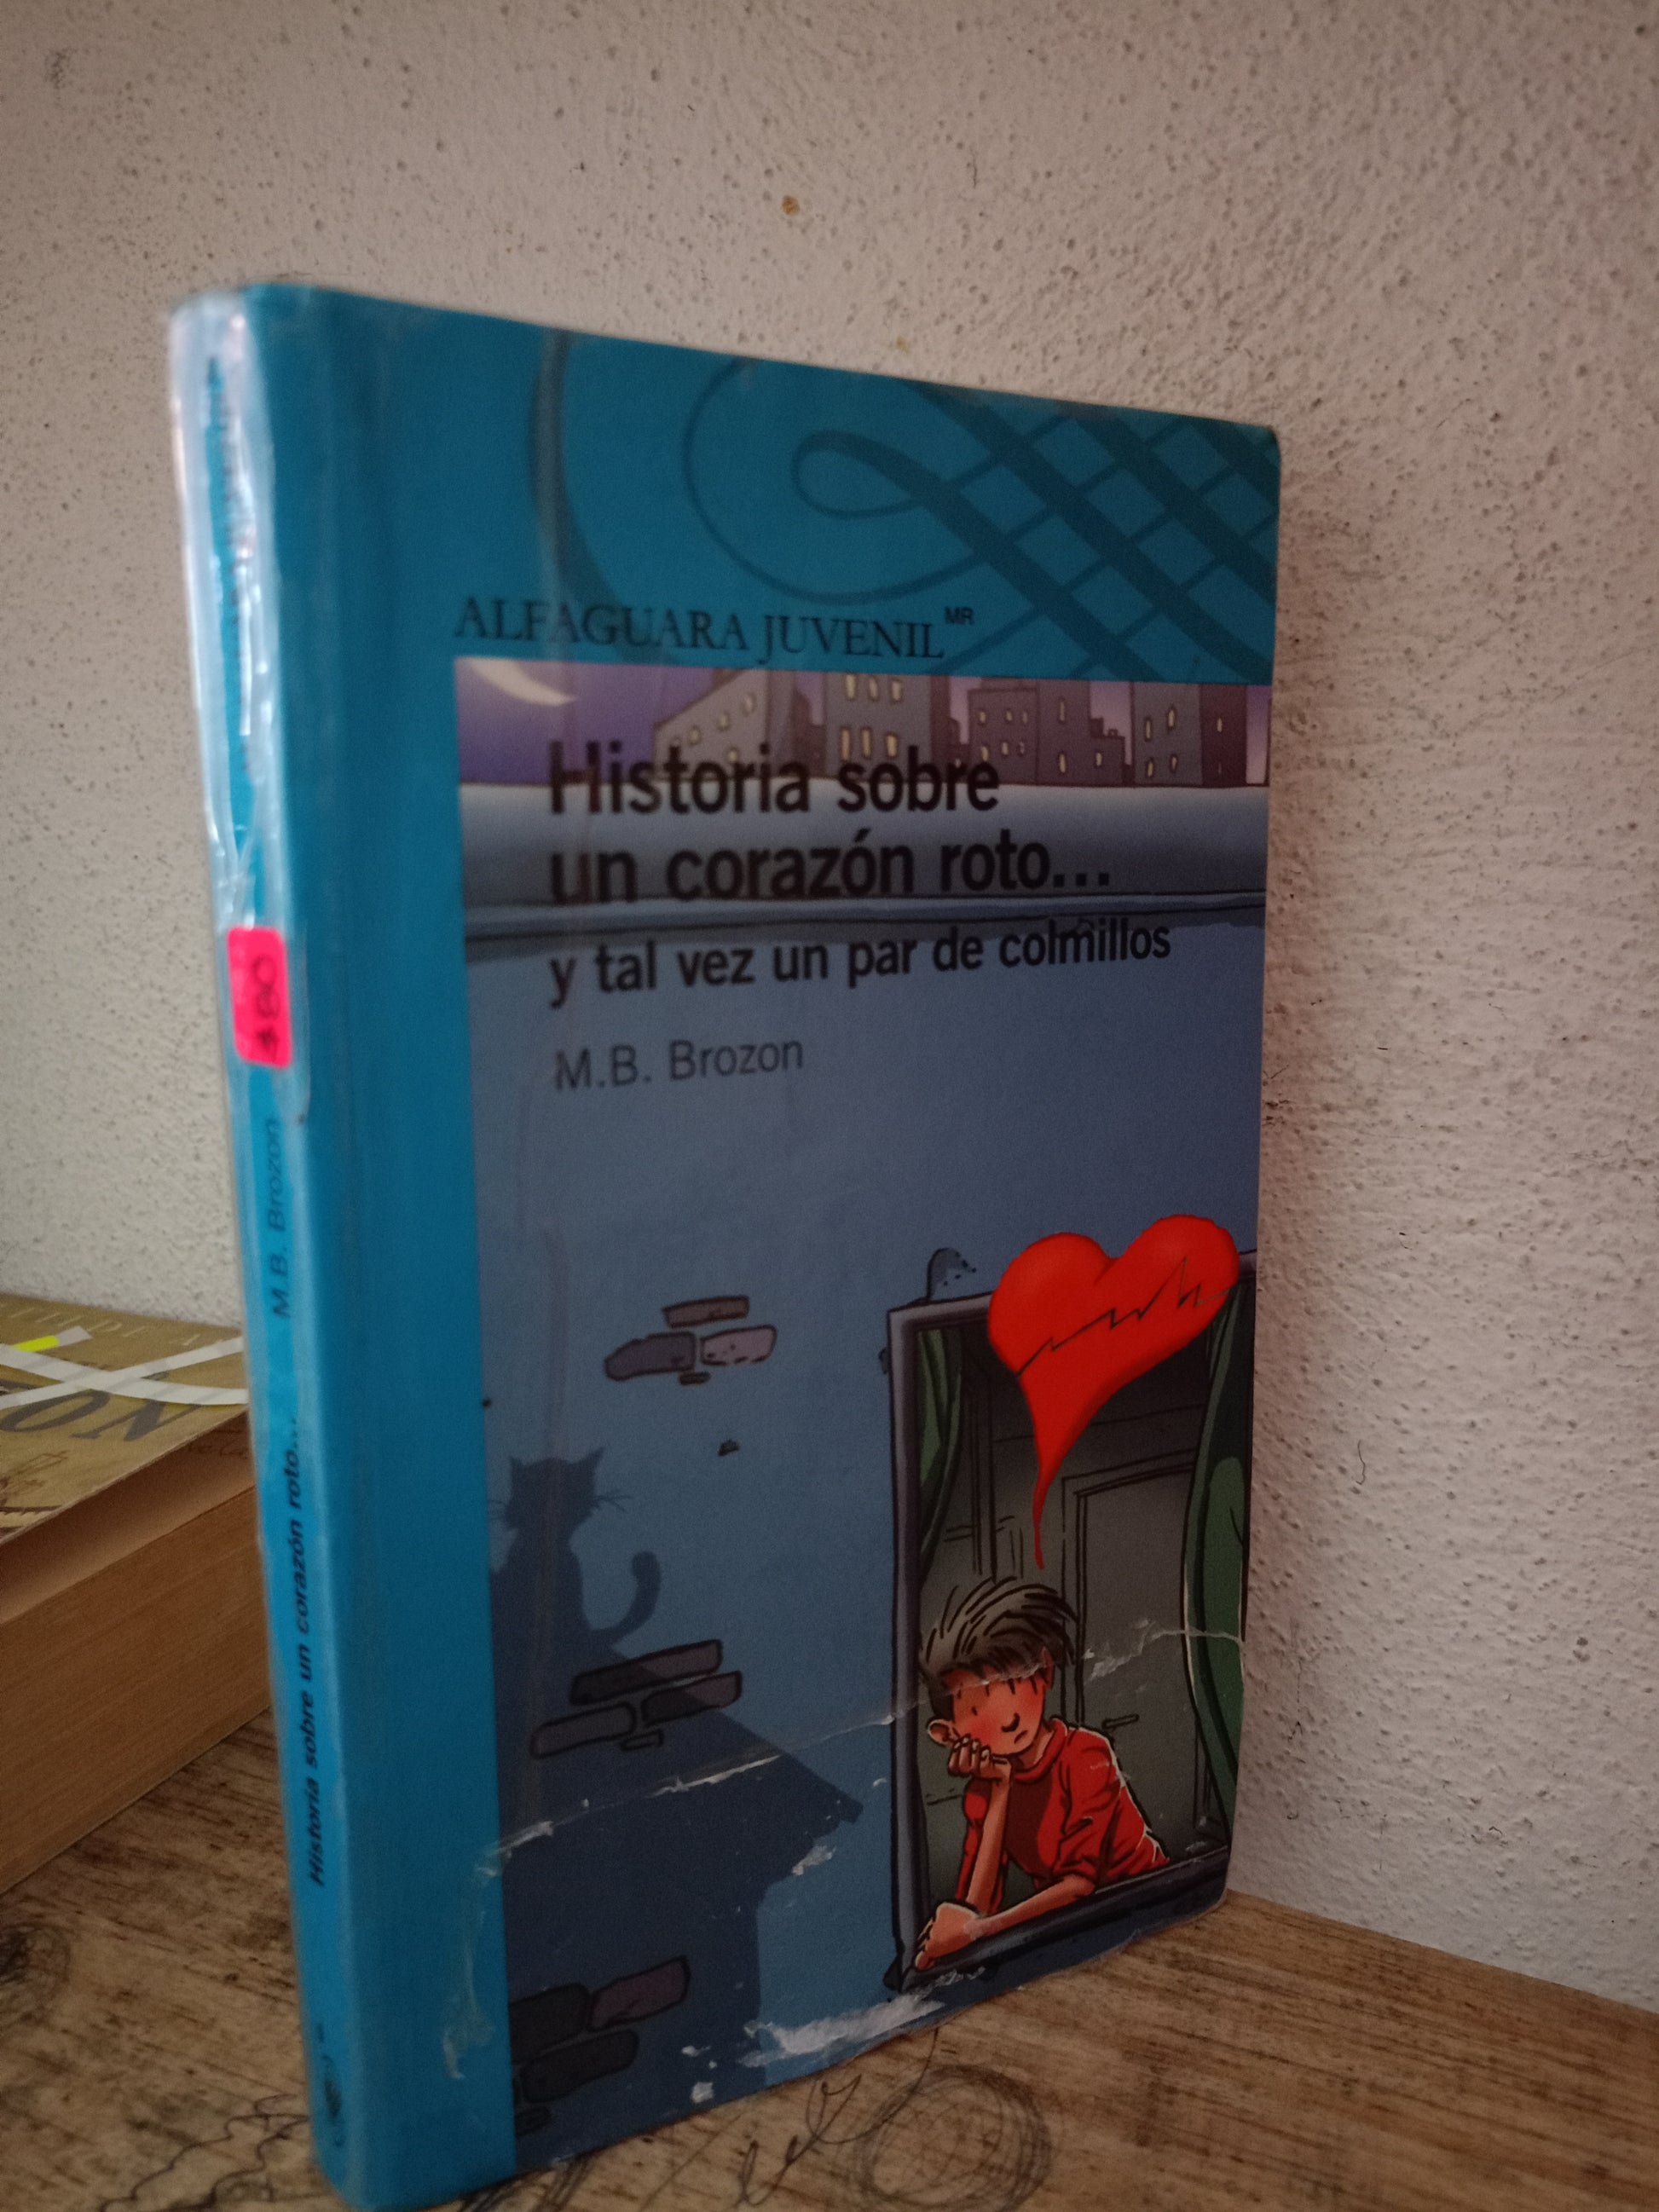 ALFAGUARA JUVENIL MR
Historia sobre
un corazón roto...
y tal vez un par de colmillos
M.B. Brozon
$80
M.B. Brozon
Historia sobre un corazón roto...